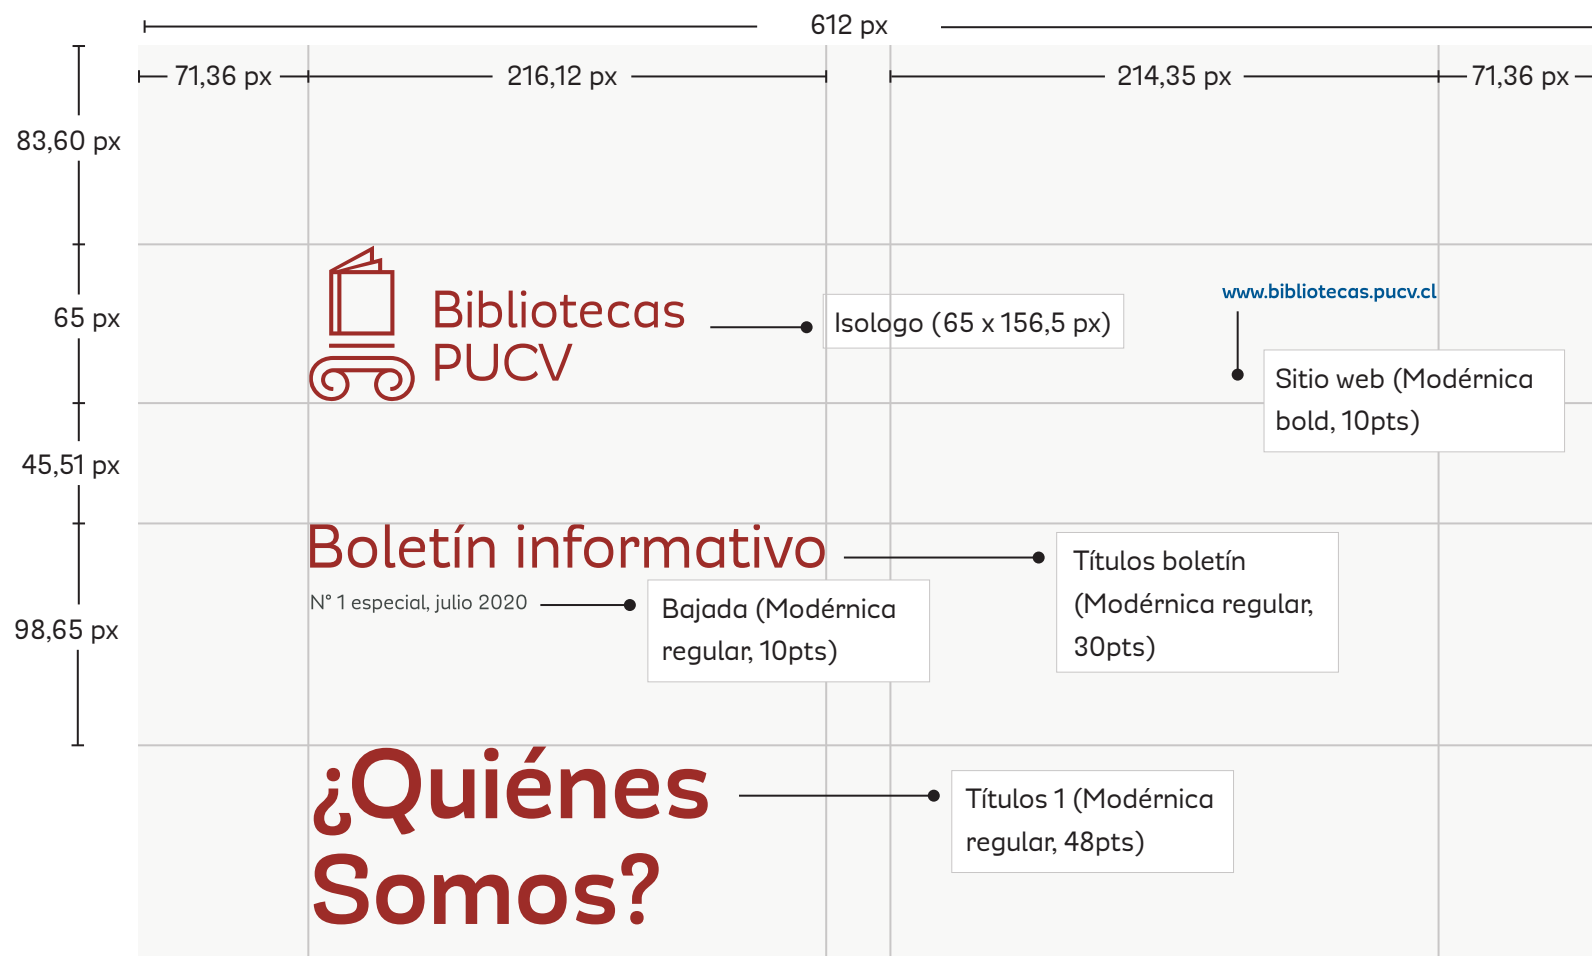 612 px
71,36 px
216,12 px
214,35 px
71,36 px
83,60 px
65 px
45,51 px
98,65 px
Bibliotecas
PUCV
Isologo (65 x 156,5 px)
www.bibliotecas.pucv.cl
Sitio web (Modérnica
bold, 10pts)
Boletín informativo
N° 1 especial, julio 2020
Bajada (Modérnica
regular, 10pts)
Títulos boletín
(Modérnica regular,
30pts)
¿Quiénes
Somos?
Títulos 1 (Modérnica
regular, 48pts)